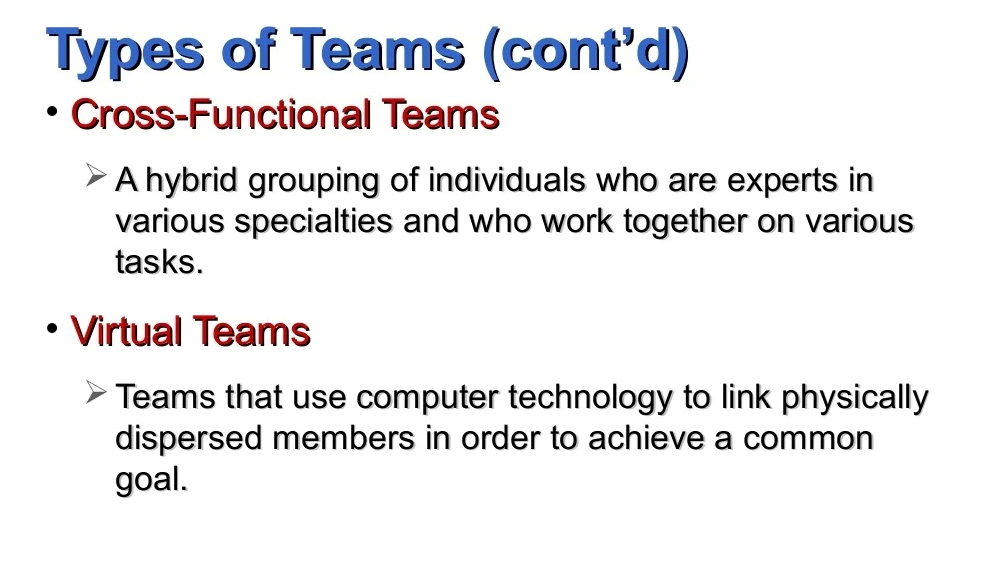 Types of Teams (cont’d)
• Cross-Functional Teams
➢ A hybrid grouping of individuals who are experts in
various specialties and who work together on various
tasks.
• Virtual Teams
➢ Teams that use computer technology to link physically
dispersed members in order to achieve a common
goal.